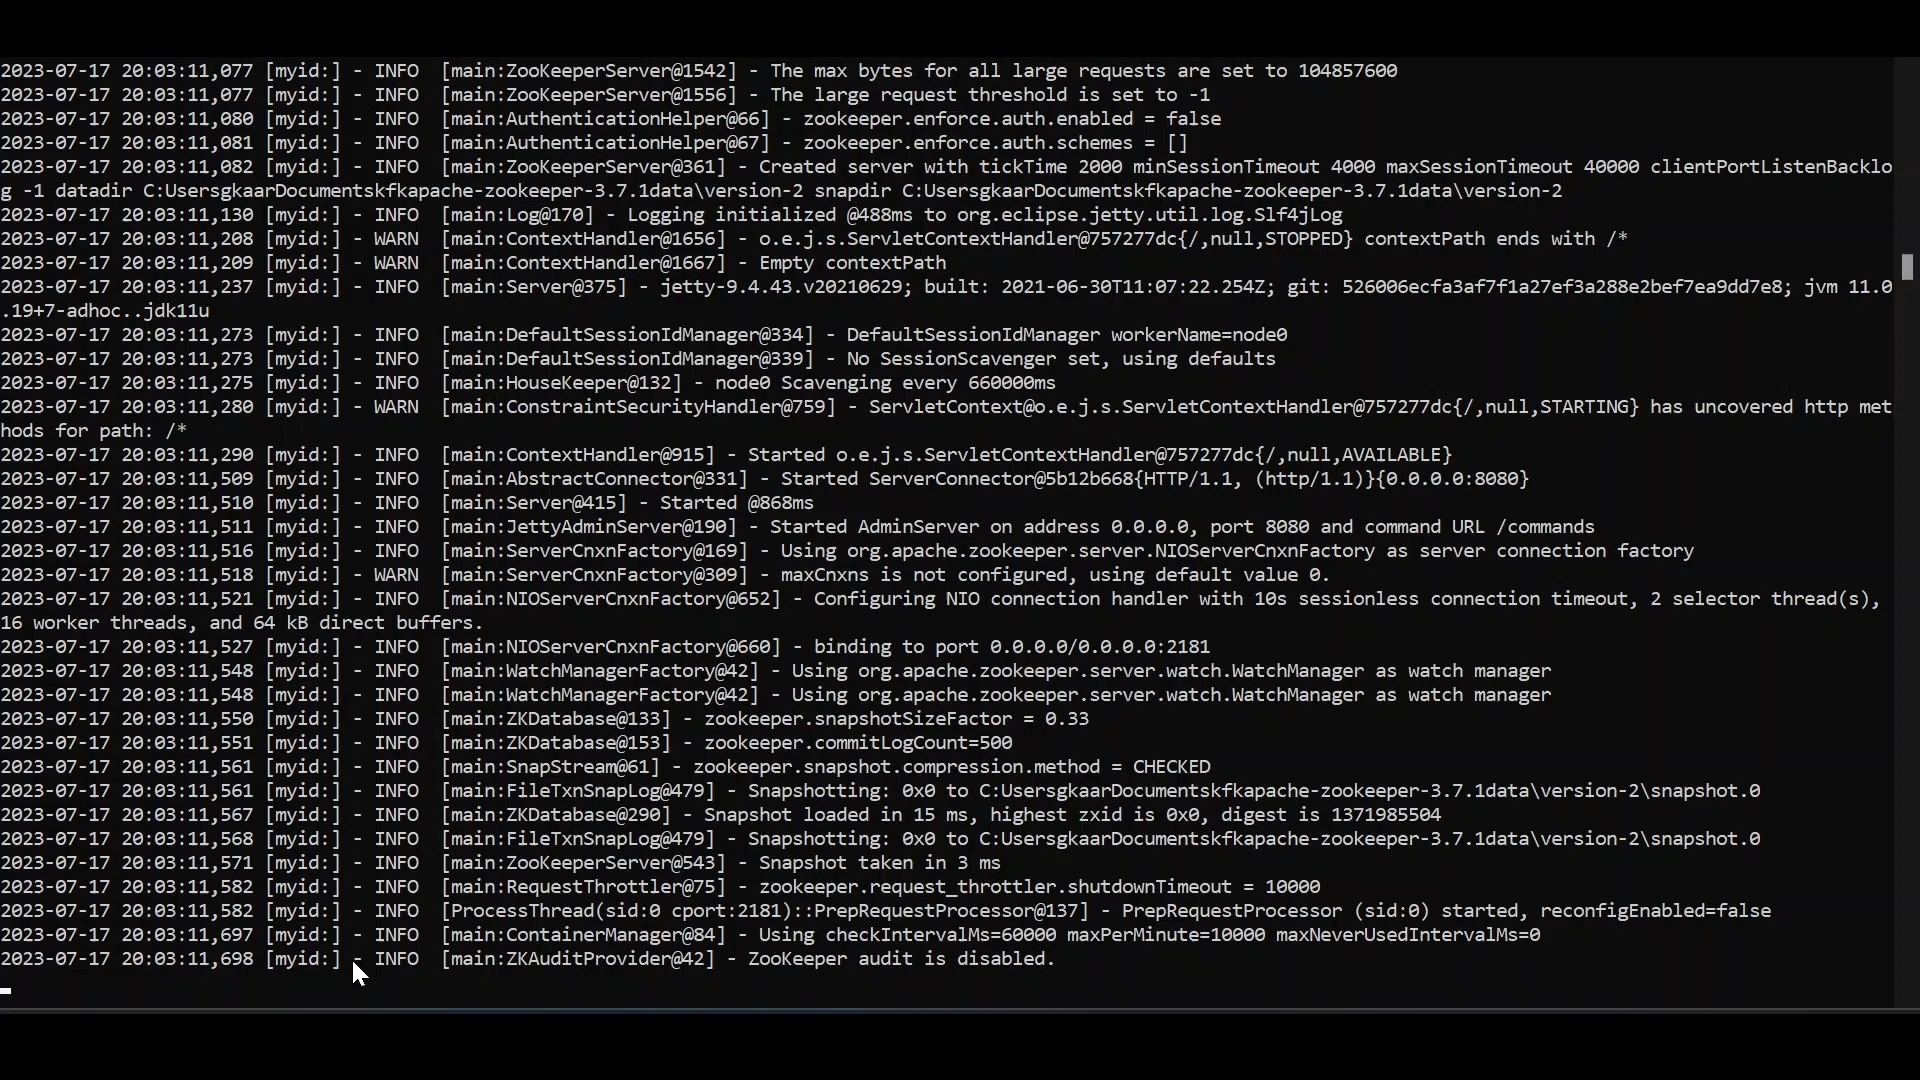 2023-07-17 20:03:11,077 [myid:] - INFO  [main:ZooKeeperServer@1542] - The max bytes for all large requests are set to 104857600
2023-07-17 20:03:11,077 [myid:] - INFO  [main:ZooKeeperServer@1556] - The large request threshold is set to -1
2023-07-17 20:03:11,080 [myid:] - INFO  [main:AuthenticationHelper@66] - zookeeper.enforce.auth.enabled = false
2023-07-17 20:03:11,081 [myid:] - INFO  [main:AuthenticationHelper@67] - zookeeper.enforce.auth.schemes = []
2023-07-17 20:03:11,082 [myid:] - INFO  [main:ZooKeeperServer@361] - Created server with tickTime 2000 minSessionTimeout 4000 maxSessionTimeout 40000 clientPortListenBacklo
g -1 datadir C:UsersgkaarDocumentskfkapache-zookeeper-3.7.1data\version-2 snapdir C:UsersgkaarDocumentskfkapache-zookeeper-3.7.1data\version-2
2023-07-17 20:03:11,130 [myid:] - INFO  [main:Log@170] - Logging initialized @488ms to org.eclipse.jetty.util.log.Slf4jLog
2023-07-17 20:03:11,208 [myid:] - WARN  [main:ContextHandler@1656] - o.e.j.s.ServletContextHandler@757277dc{/,null,STOPPED} contextPath ends with /*
2023-07-17 20:03:11,209 [myid:] - WARN  [main:ContextHandler@1667] - Empty contextPath
2023-07-17 20:03:11,237 [myid:] - INFO  [main:Server@375] - jetty-9.4.43.v20210629; built: 2021-06-30T11:07:22.254Z; git: 526006ecfa3af7f1a27ef3a288e2bef7ea9dd7e8; jvm 11.0
.19+7-adhoc..jdk11u
2023-07-17 20:03:11,273 [myid:] - INFO  [main:DefaultSessionIdManager@334] - DefaultSessionIdManager workerName=node0
2023-07-17 20:03:11,273 [myid:] - INFO  [main:DefaultSessionIdManager@339] - No SessionScavenger set, using defaults
2023-07-17 20:03:11,275 [myid:] - INFO  [main:HouseKeeper@132] - node0 Scavenging every 660000ms
2023-07-17 20:03:11,280 [myid:] - WARN  [main:ConstraintSecurityHandler@759] - ServletContext@o.e.j.s.ServletContextHandler@757277dc{/,null,STARTING} has uncovered http met
hods for path: /*
2023-07-17 20:03:11,290 [myid:] - INFO  [main:ContextHandler@915] - Started o.e.j.s.ServletContextHandler@757277dc{/,null,AVAILABLE}
2023-07-17 20:03:11,509 [myid:] - INFO  [main:AbstractConnector@331] - Started ServerConnector@5b12b668{HTTP/1.1, (http/1.1)}{0.0.0.0:8080}
2023-07-17 20:03:11,510 [myid:] - INFO  [main:Server@415] - Started @868ms
2023-07-17 20:03:11,511 [myid:] - INFO  [main:JettyAdminServer@190] - Started AdminServer on address 0.0.0.0, port 8080 and command URL /commands
2023-07-17 20:03:11,516 [myid:] - INFO  [main:ServerCnxnFactory@169] - Using org.apache.zookeeper.server.NIOServerCnxnFactory as server connection factory
2023-07-17 20:03:11,518 [myid:] - WARN  [main:ServerCnxnFactory@309] - maxCnxns is not configured, using default value 0.
2023-07-17 20:03:11,521 [myid:] - INFO  [main:NIOServerCnxnFactory@652] - Configuring NIO connection handler with 10s sessionless connection timeout, 2 selector thread(s),
16 worker threads, and 64 kB direct buffers.
2023-07-17 20:03:11,527 [myid:] - INFO  [main:NIOServerCnxnFactory@660] - binding to port 0.0.0.0/0.0.0.0:2181
2023-07-17 20:03:11,548 [myid:] - INFO  [main:WatchManagerFactory@42] - Using org.apache.zookeeper.server.watch.WatchManager as watch manager
2023-07-17 20:03:11,548 [myid:] - INFO  [main:WatchManagerFactory@42] - Using org.apache.zookeeper.server.watch.WatchManager as watch manager
2023-07-17 20:03:11,550 [myid:] - INFO  [main:ZKDatabase@133] - zookeeper.snapshotSizeFactor = 0.33
2023-07-17 20:03:11,551 [myid:] - INFO  [main:ZKDatabase@153] - zookeeper.commitLogCount=500
2023-07-17 20:03:11,561 [myid:] - INFO  [main:SnapStream@61] - zookeeper.snapshot.compression.method = CHECKED
2023-07-17 20:03:11,561 [myid:] - INFO  [main:FileTxnSnapLog@479] - Snapshotting: 0x0 to C:UsersgkaarDocumentskfkapache-zookeeper-3.7.1data\version-2\snapshot.0
2023-07-17 20:03:11,567 [myid:] - INFO  [main:ZKDatabase@290] - Snapshot loaded in 15 ms, highest zxid is 0x0, digest is 1371985504
2023-07-17 20:03:11,568 [myid:] - INFO  [main:FileTxnSnapLog@479] - Snapshotting: 0x0 to C:UsersgkaarDocumentskfkapache-zookeeper-3.7.1data\version-2\snapshot.0
2023-07-17 20:03:11,571 [myid:] - INFO  [main:ZooKeeperServer@543] - Snapshot taken in 3 ms
2023-07-17 20:03:11,582 [myid:] - INFO  [main:RequestThrottler@75] - zookeeper.request_throttler.shutdownTimeout = 10000
2023-07-17 20:03:11,582 [myid:] - INFO  [ProcessThread(sid:0 cport:2181)::PrepRequestProcessor@137] - PrepRequestProcessor (sid:0) started, reconfigEnabled=false
2023-07-17 20:03:11,697 [myid:] - INFO  [main:ContainerManager@84] - Using checkIntervalMs=60000 maxPerMinute=10000 maxNeverUsedIntervalMs=0
2023-07-17 20:03:11,698 [myid:] - INFO  [main:ZKAuditProvider@42] - ZooKeeper audit is disabled.